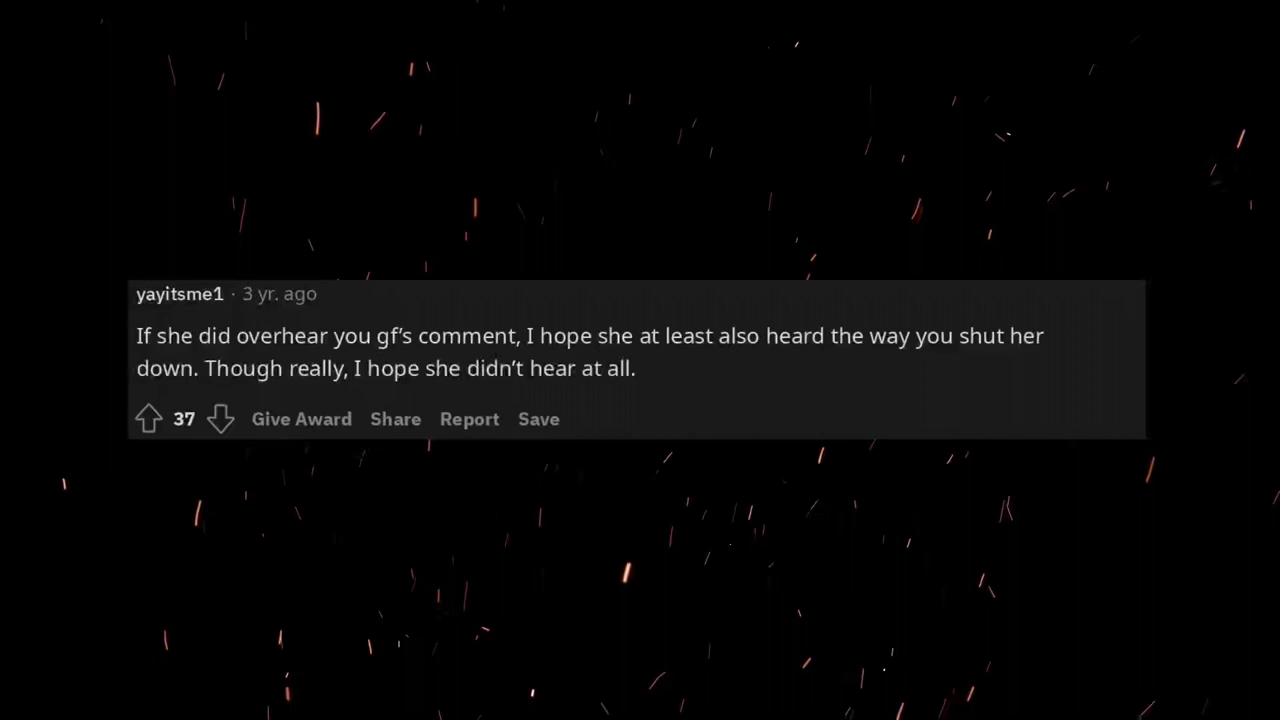 yayitsme1 · 3 yr. ago
If she did overhear you gf’s comment, I hope she at least also heard the way you shut her
down. Though really, I hope she didn’t hear at all.
37 Give Award Share Report Save